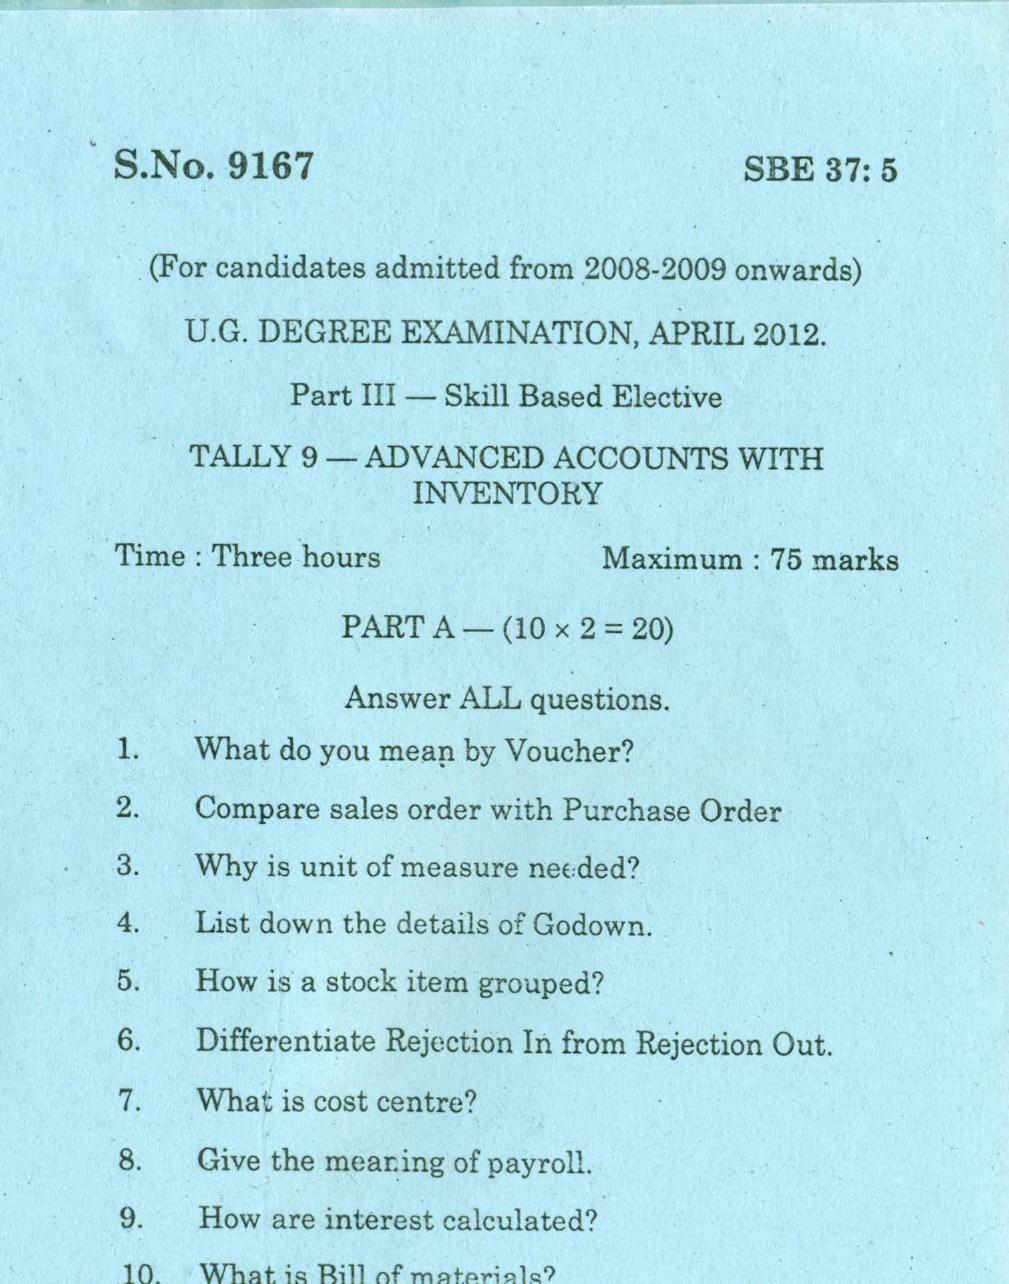 S.No. 9167 SBE 37: 5
(For candidates admitted from 2008-2009 onwards)
U.G. DEGREE EXAMINATION, APRIL 2012.
Part III — Skill Based Elective
TALLY 9 — ADVANCED ACCOUNTS WITH
INVENTORY
Time : Three hours Maximum : 75 marks
PART A — (10 × 2 = 20)
Answer ALL questions.
1. What do you mean by Voucher?
2. Compare sales order with Purchase Order
3. Why is unit of measure needed?
4. List down the details of Godown.
5. How is a stock item grouped?
6. Differentiate Rejection In from Rejection Out.
7. What is cost centre?
8. Give the meaning of payroll.
9. How are interest calculated?
10. What is Bill of materials?